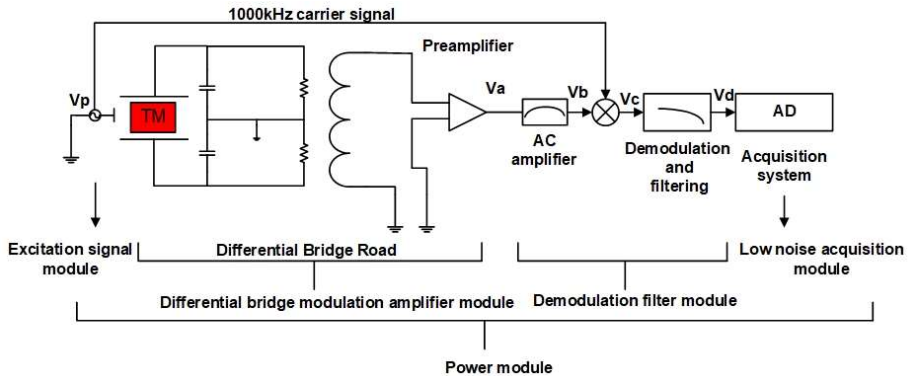 1000kHz carrier signal
Preamplifier
Vp
TM
Va
Vb
Vc
Vd
AD
AC
amplifier
Demodulation
and
filtering
Acquisition
system
Excitation signal
module
Differential Bridge Road
Low noise acquisition
module
Differential bridge modulation amplifier module
Demodulation filter module
Power module